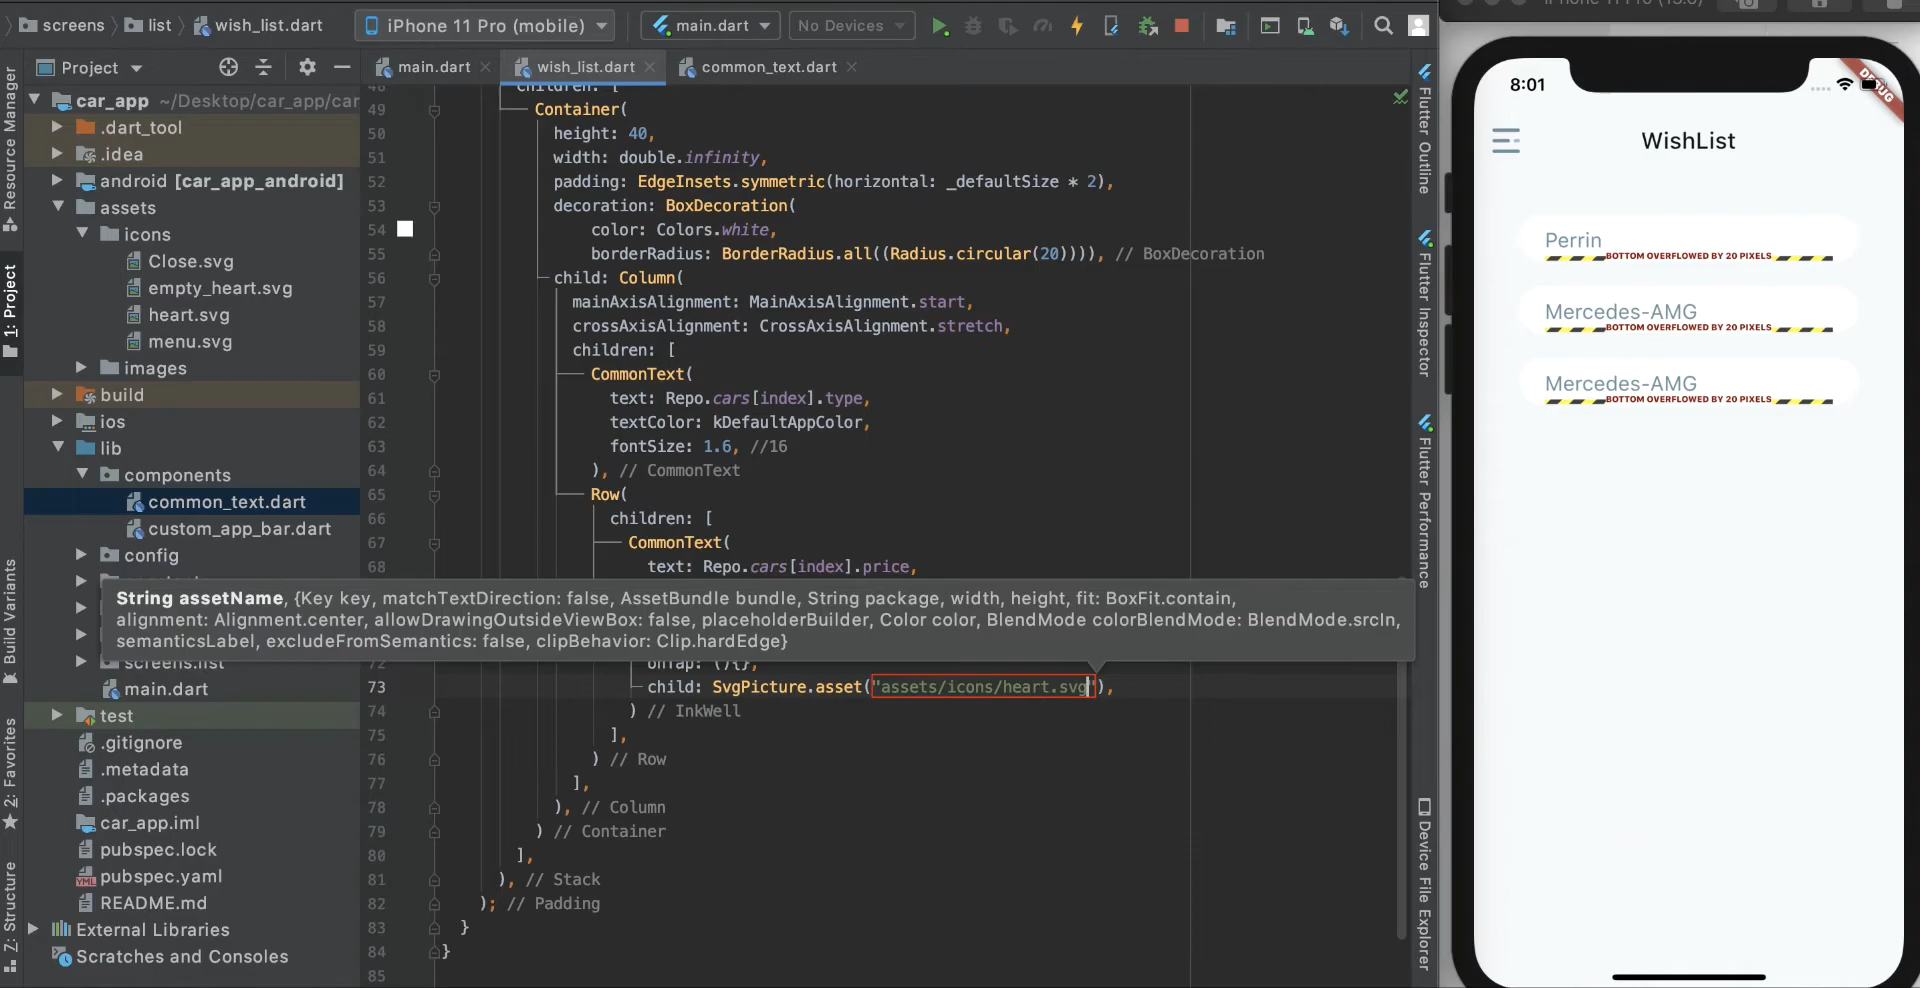 screens
list
wish_list.dart
iPhone 11 Pro (mobile)
main.dart
No Devices
Project
main.dart
wish_list.dart
common_text.dart
Resource Manager
1: Project
Build Variants
2: Favorites
7: Structure
car_app ~/Desktop/car_app/car
.dart_tool
.idea
android [car_app_android]
assets
icons
Close.svg
empty_heart.svg
heart.svg
menu.svg
images
build
ios
lib
components
common_text.dart
custom_app_bar.dart
config
screens.list
main.dart
test
.gitignore
.metadata
.packages
car_app.iml
pubspec.lock
pubspec.yaml
README.md
External Libraries
Scratches and Consoles
48 children: [
49 Container(
50 height: 40,
51 width: double.infinity,
52 padding: EdgeInsets.symmetric(horizontal: _defaultSize * 2),
53 decoration: BoxDecoration(
54 color: Colors.white,
55 borderRadius: BorderRadius.all((Radius.circular(20)))), // BoxDecoration
56 child: Column(
57 mainAxisAlignment: MainAxisAlignment.start,
58 crossAxisAlignment: CrossAxisAlignment.stretch,
59 children: [
60 CommonText(
61 text: Repo.cars[index].type,
62 textColor: kDefaultAppColor,
63 fontSize: 1.6, //16
64 ), // CommonText
65 Row(
66 children: [
67 CommonText(
68 text: Repo.cars[index].price,
String assetName, {Key key, matchTextDirection: false, AssetBundle bundle, String package, width, height, fit: BoxFit.contain,
alignment: Alignment.center, allowDrawingOutsideViewBox: false, placeholderBuilder, Color color, BlendMode colorBlendMode: BlendMode.srcIn,
semanticsLabel, excludeFromSemantics: false, clipBehavior: Clip.hardEdge}
72 onTap: (){},
73 child: SvgPicture.asset("assets/icons/heart.svg"),
74 ) // InkWell
75 ],
76 ) // Row
77 ],
78 ), // Column
79 ) // Container
80 ],
81 ), // Stack
82 ); // Padding
83 }
84 }
85
Flutter Outline
Flutter Inspector
Flutter Performance
Device File Explorer
8:01
DEBUG
WishList
Perrin
BOTTOM OVERFLOWED BY 20 PIXELS
Mercedes-AMG
BOTTOM OVERFLOWED BY 20 PIXELS
Mercedes-AMG
BOTTOM OVERFLOWED BY 20 PIXELS